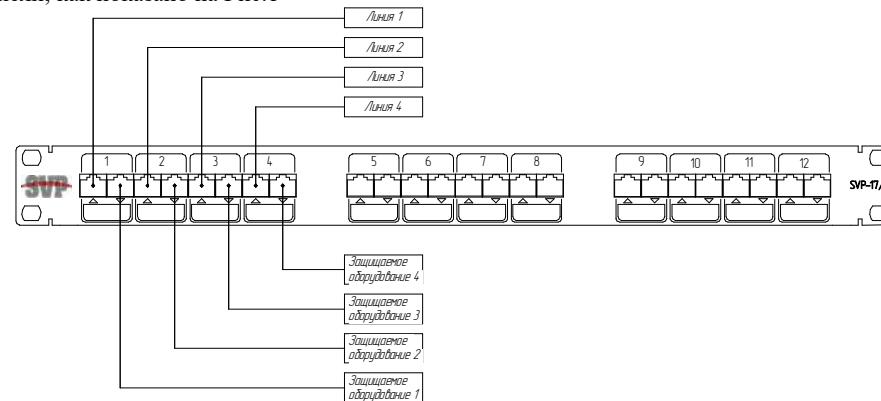 Линия 1
Линия 2
Линия 3
Линия 4
1 2 3 4 5 6 7 8 9 10 11 12
SVP
SVP-17/
Защищаемое
оборудование 4
Защищаемое
оборудование 3
Защищаемое
оборудование 2
Защищаемое
оборудование 1